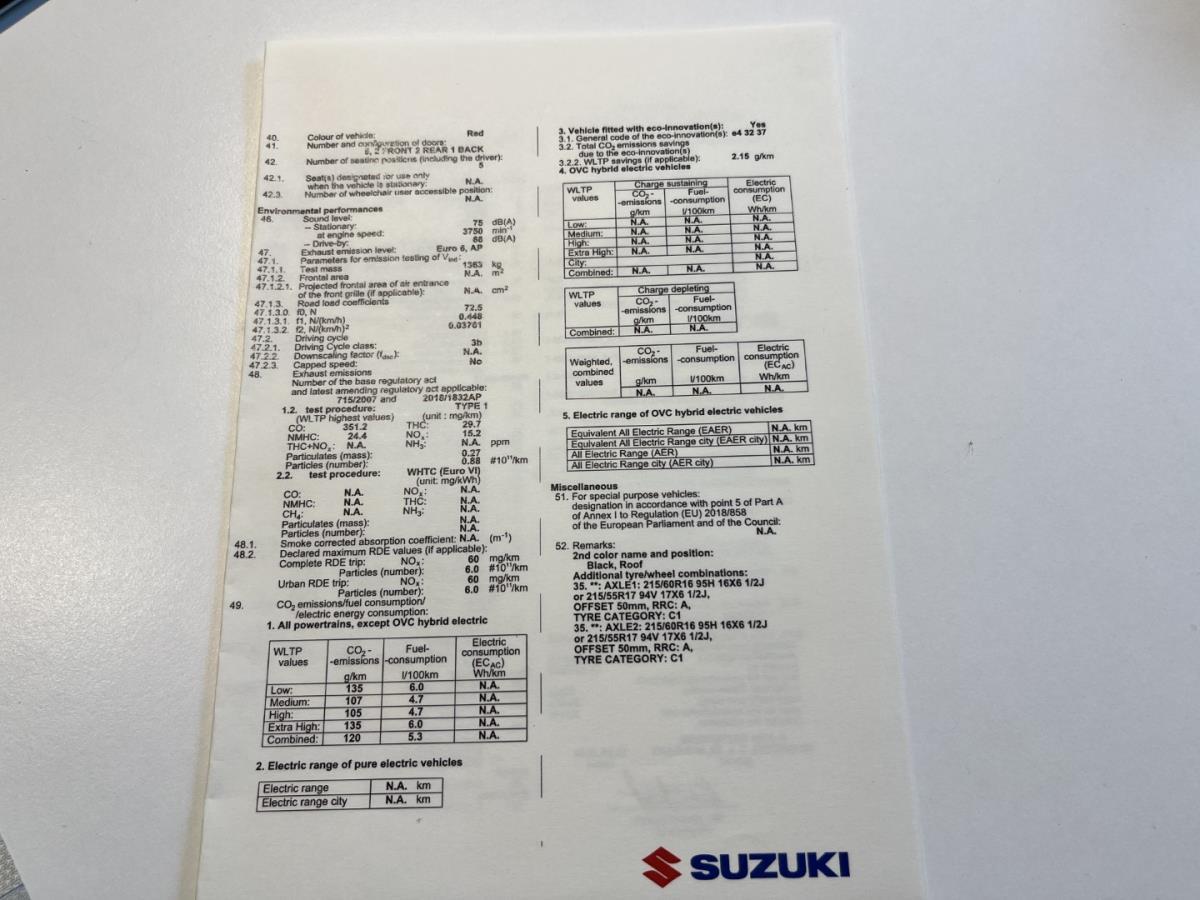 40. Colour of vehicle: Red
41. Number and configuration of doors:
5, 2 FRONT 2 REAR 1 BACK
42. Number of seating positions (including the driver):
5
42.1. Seat(s) designated for use only
when the vehicle is stationary: N.A.
42.3. Number of wheelchair user accessible position:
N.A.
Environmental performances
46. Sound level:
– Stationary: 75 dB(A)
at engine speed: 3750 min⁻¹
– Drive-by: 68 dB(A)
47. Exhaust emission level: Euro 6, AP
47.1. Parameters for emission testing of V_ind:
47.1.1. Test mass 1363 kg
47.1.2. Frontal area N.A. m²
47.1.2.1. Projected frontal area of air entrance
of the front grille (if applicable): N.A. cm²
47.1.3. Road load coefficients
47.1.3.0. f0, N 72.5
47.1.3.1. f1, N/(km/h) 0.448
47.1.3.2. f2, N/(km/h)² 0.03761
47.2. Driving cycle
47.2.1. Driving Cycle class: 3b
47.2.2. Downscaling factor (f_dsc): N.A.
47.2.3. Capped speed: No
48. Exhaust emissions
Number of the base regulatory act
and latest amending regulatory act applicable:
715/2007 and 2018/1832AP
1.2. test procedure: TYPE 1
(WLTP highest values) (unit : mg/km)
CO: 351.2 THC: 29.7
NMHC: 24.4 NOx: 15.2
THC+NOx: N.A. NH₃: N.A. ppm
Particulates (mass): 0.27
Particles (number): 0.88 #10¹¹/km
2.2. test procedure: WHTC (Euro VI)
(unit: mg/kWh)
CO: N.A. NOx: N.A.
NMHC: N.A. THC: N.A.
CH₄: N.A. NH₃: N.A.
Particulates (mass): N.A.
Particles (number): N.A.
48.1. Smoke corrected absorption coefficient: N.A. (m⁻¹)
48.2. Declared maximum RDE values (if applicable):
Complete RDE trip: NOx: 60 mg/km
Particles (number): 6.0 #10¹¹/km
Urban RDE trip: NOx: 60 mg/km
Particles (number): 6.0 #10¹¹/km
49. CO₂ emissions/fuel consumption/
/electric energy consumption:
1. All powertrains, except OVC hybrid electric
WLTP values CO₂-emissions g/km Fuel-consumption l/100km Electric consumption (EC_AC) Wh/km
Low: 135 6.0 N.A.
Medium: 107 4.7 N.A.
High: 105 4.7 N.A.
Extra High: 135 6.0 N.A.
Combined: 120 5.3 N.A.
2. Electric range of pure electric vehicles
Electric range N.A. km
Electric range city N.A. km
3. Vehicle fitted with eco-innovation(s): Yes
3.1. General code of the eco-innovation(s): e4 32 37
3.2. Total CO₂ emissions savings
due to the eco-innovation(s)
3.2.2. WLTP savings (if applicable): 2.15 g/km
4. OVC hybrid electric vehicles
WLTP values Charge sustaining CO₂-emissions g/km Fuel-consumption l/100km Electric consumption (EC) Wh/km
Low: N.A. N.A. N.A.
Medium: N.A. N.A. N.A.
High: N.A. N.A. N.A.
Extra High: N.A. N.A. N.A.
City: N.A.
Combined: N.A. N.A. N.A.
WLTP values Charge depleting CO₂-emissions g/km Fuel-consumption l/100km
Combined: N.A. N.A.
Weighted, combined values CO₂-emissions g/km Fuel-consumption l/100km Electric consumption (EC_AC) Wh/km
N.A. N.A. N.A.
5. Electric range of OVC hybrid electric vehicles
Equivalent All Electric Range (EAER) N.A. km
Equivalent All Electric Range city (EAER city) N.A. km
All Electric Range (AER) N.A. km
All Electric Range city (AER city) N.A. km
Miscellaneous
51. For special purpose vehicles:
designation in accordance with point 5 of Part A
of Annex I to Regulation (EU) 2018/858
of the European Parliament and of the Council:
N.A.
52. Remarks:
2nd color name and position:
Black, Roof
Additional tyre/wheel combinations:
35. **: AXLE1: 215/60R16 95H 16X6 1/2J
or 215/55R17 94V 17X6 1/2J,
OFFSET 50mm, RRC: A,
TYRE CATEGORY: C1
35. **: AXLE2: 215/60R16 95H 16X6 1/2J
or 215/55R17 94V 17X6 1/2J,
OFFSET 50mm, RRC: A,
TYRE CATEGORY: C1
SUZUKI